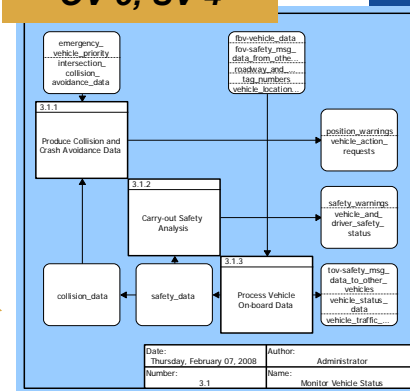 OV-5, SV-4
emergency_
vehicle_priority
intersection_
collision_
avoidance_data
fbv-vehicle_data
fov-safety_msg_
data_from_othe...
roadway_and_...
tag_numbers
vehicle_location...
3.1.1
Produce Collision and
Crash Avoidance Data
position_warnings
vehicle_action_
requests
3.1.2
Carry-out Safety
Analysis
safety_warnings
vehicle_and_
driver_safety_
status
3.1.3
Process Vehicle
On-board Data
collision_data
safety_data
tov-safety_msg_
data_to_other_
vehicles
vehicle_status_
data
vehicle_traffic_...
Date:
Thursday, February 07, 2008
Author:
Administrator
Number:
3.1
Name:
Monitor Vehicle Status